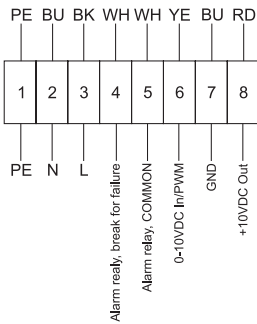 PE BU BK WH WH YE BU RD
1 2 3 4 5 6 7 8
PE N L
Alarm realy, break for failure
Alarm relay, COMMON
0-10VDC In/PWM
GND
+10VDC Out